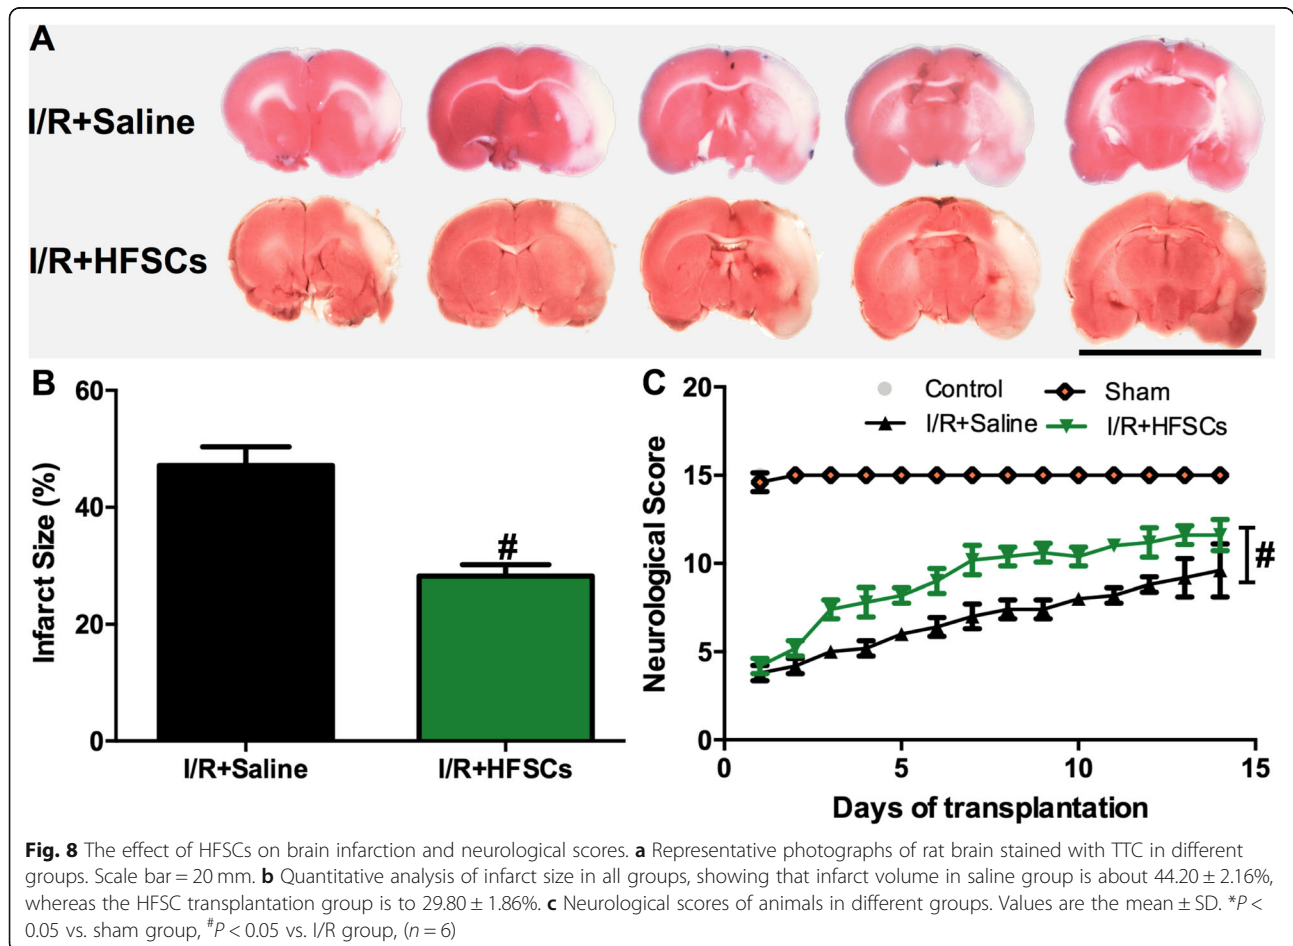 A
I/R+Saline
I/R+HFSCs
B
60
40
20
0
Infarct Size (%)
#
I/R+Saline
I/R+HFSCs
C
20
15
10
5
0
Neurological Score
Control
Sham
I/R+Saline
I/R+HFSCs
#
0
5
10
15
Days of transplantation
Fig. 8 The effect of HFSCs on brain infarction and neurological scores. a Representative photographs of rat brain stained with TTC in different
groups. Scale bar = 20 mm. b Quantitative analysis of infarct size in all groups, showing that infarct volume in saline group is about 44.20 ± 2.16%,
whereas the HFSC transplantation group is to 29.80 ± 1.86%. c Neurological scores of animals in different groups. Values are the mean ± SD. *P <
0.05 vs. sham group, #P < 0.05 vs. I/R group, (n = 6)